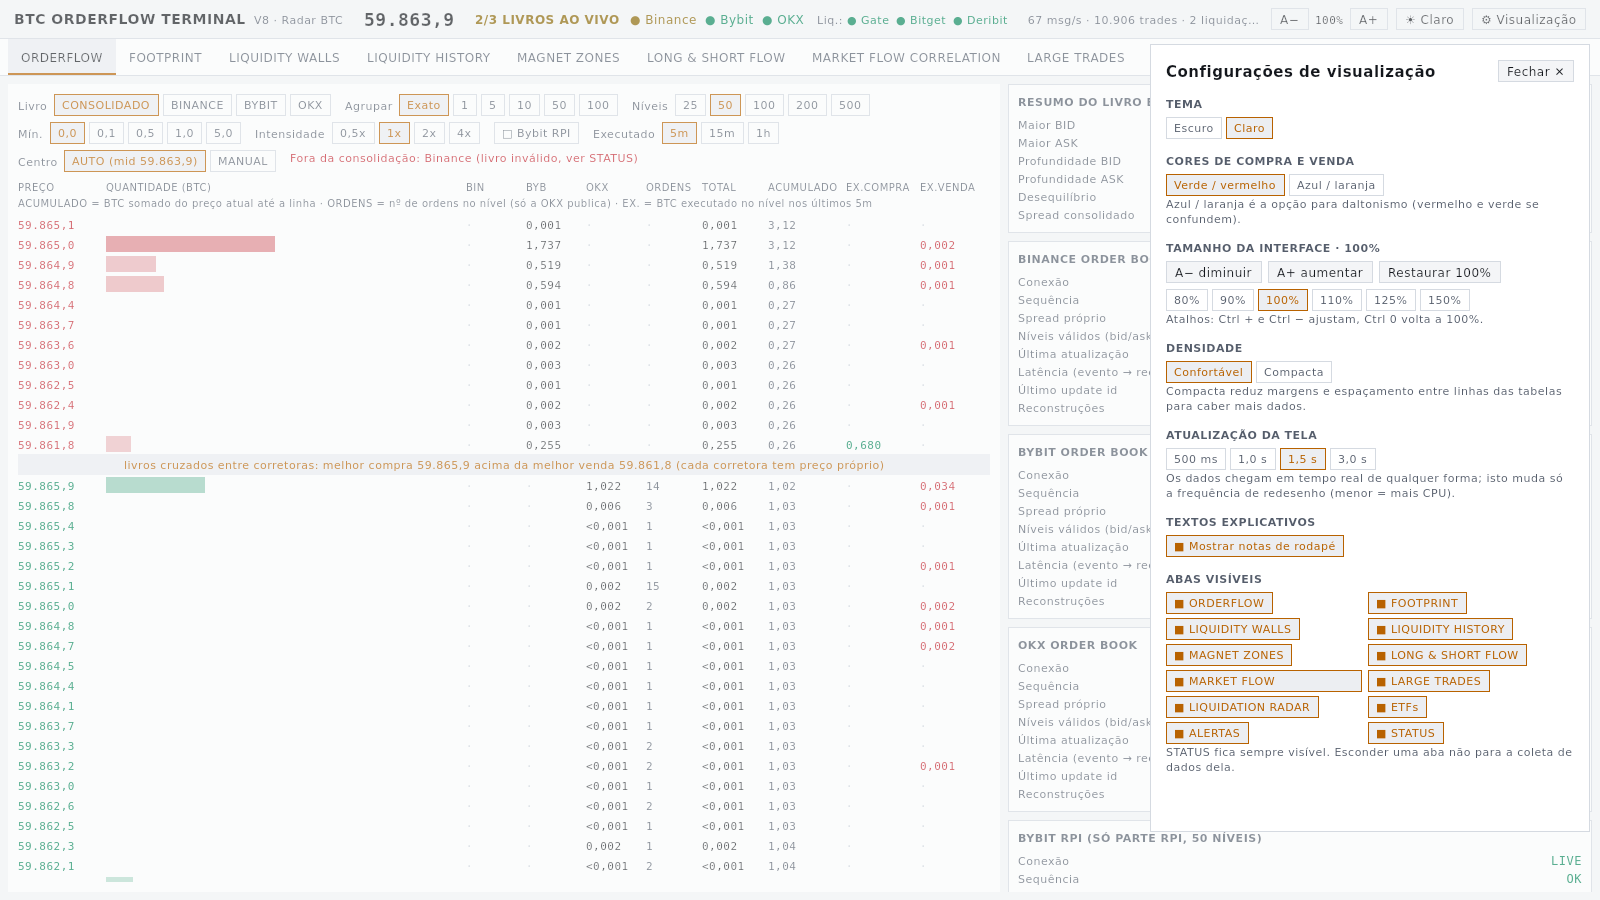 BTC ORDERFLOW TERMINAL V8 · Radar BTC 59.863,9 2/3 LIVROS AO VIVO ● Binance ● Bybit ● OKX Liq.: ● Gate ● Bitget ● Deribit 67 msg/s · 10.906 trades · 2 liquidaç… A− 100% A+ ☀ Claro ⚙ Visualização
ORDERFLOW FOOTPRINT LIQUIDITY WALLS LIQUIDITY HISTORY MAGNET ZONES LONG & SHORT FLOW MARKET FLOW CORRELATION LARGE TRADES
Livro CONSOLIDADO BINANCE BYBIT OKX Agrupar Exato 1 5 10 50 100 Níveis 25 50 100 200 500
Mín. 0,0 0,1 0,5 1,0 5,0 Intensidade 0,5x 1x 2x 4x □ Bybit RPI Executado 5m 15m 1h
Centro AUTO (mid 59.863,9) MANUAL Fora da consolidação: Binance (livro inválido, ver STATUS)
PREÇO QUANTIDADE (BTC) BIN BYB OKX ORDENS TOTAL ACUMULADO EX.COMPRA EX.VENDA
ACUMULADO = BTC somado do preço atual até a linha · ORDENS = nº de ordens no nível (só a OKX publica) · EX. = BTC executado no nível nos últimos 5m
59.865,1 · 0,001 · · 0,001 3,12 · ·
59.865,0 · 1,737 · · 1,737 3,12 · 0,002
59.864,9 · 0,519 · · 0,519 1,38 · 0,001
59.864,8 · 0,594 · · 0,594 0,86 · 0,001
59.864,4 · 0,001 · · 0,001 0,27 · ·
59.863,7 · 0,001 · · 0,001 0,27 · ·
59.863,6 · 0,002 · · 0,002 0,27 · 0,001
59.863,0 · 0,003 · · 0,003 0,26 · ·
59.862,5 · 0,001 · · 0,001 0,26 · ·
59.862,4 · 0,002 · · 0,002 0,26 · 0,001
59.861,9 · 0,003 · · 0,003 0,26 · ·
59.861,8 · 0,255 · · 0,255 0,26 0,680 ·
livros cruzados entre corretoras: melhor compra 59.865,9 acima da melhor venda 59.861,8 (cada corretora tem preço próprio)
59.865,9 · · 1,022 14 1,022 1,02 · 0,034
59.865,8 · · 0,006 3 0,006 1,03 · 0,001
59.865,4 · · <0,001 1 <0,001 1,03 · ·
59.865,3 · · <0,001 1 <0,001 1,03 · ·
59.865,2 · · <0,001 1 <0,001 1,03 · 0,001
59.865,1 · · 0,002 15 0,002 1,03 · ·
59.865,0 · · 0,002 2 0,002 1,03 · 0,002
59.864,8 · · <0,001 1 <0,001 1,03 · 0,001
59.864,7 · · <0,001 1 <0,001 1,03 · 0,002
59.864,5 · · <0,001 1 <0,001 1,03 · ·
59.864,4 · · <0,001 1 <0,001 1,03 · ·
59.864,1 · · <0,001 1 <0,001 1,03 · ·
59.863,7 · · <0,001 1 <0,001 1,03 · ·
59.863,3 · · <0,001 2 <0,001 1,03 · ·
59.863,2 · · <0,001 2 <0,001 1,03 · 0,001
59.863,0 · · <0,001 1 <0,001 1,03 · ·
59.862,6 · · <0,001 2 <0,001 1,03 · ·
59.862,5 · · <0,001 1 <0,001 1,03 · ·
59.862,3 · · 0,002 1 0,002 1,04 · ·
59.862,1 · · <0,001 2 <0,001 1,04 · ·
RESUMO DO LIVRO
Maior BID
Maior ASK
Profundidade BID
Profundidade ASK
Desequilíbrio
Spread consolidado
BINANCE ORDER BO
Conexão
Sequência
Spread próprio
Níveis válidos (bid/ask
Última atualização
Latência (evento → re
Último update id
Reconstruções
BYBIT ORDER BOOK
Conexão
Sequência
Spread próprio
Níveis válidos (bid/ask
Última atualização
Latência (evento → re
Último update id
Reconstruções
OKX ORDER BOOK
Conexão
Sequência
Spread próprio
Níveis válidos (bid/ask
Última atualização
Latência (evento → re
Último update id
Reconstruções
BYBIT RPI (SÓ PARTE RPI, 50 NÍVEIS)
Conexão LIVE
Sequência OK
Configurações de visualização Fechar ✕
TEMA
Escuro Claro
CORES DE COMPRA E VENDA
Verde / vermelho Azul / laranja
Azul / laranja é a opção para daltonismo (vermelho e verde se
confundem).
TAMANHO DA INTERFACE · 100%
A− diminuir A+ aumentar Restaurar 100%
80% 90% 100% 110% 125% 150%
Atalhos: Ctrl + e Ctrl − ajustam, Ctrl 0 volta a 100%.
DENSIDADE
Confortável Compacta
Compacta reduz margens e espaçamento entre linhas das tabelas
para caber mais dados.
ATUALIZAÇÃO DA TELA
500 ms 1,0 s 1,5 s 3,0 s
Os dados chegam em tempo real de qualquer forma; isto muda só
a frequência de redesenho (menor = mais CPU).
TEXTOS EXPLICATIVOS
■ Mostrar notas de rodapé
ABAS VISÍVEIS
■ ORDERFLOW ■ FOOTPRINT
■ LIQUIDITY WALLS ■ LIQUIDITY HISTORY
■ MAGNET ZONES ■ LONG & SHORT FLOW
■ MARKET FLOW ■ LARGE TRADES
■ LIQUIDATION RADAR ■ ETFs
■ ALERTAS ■ STATUS
STATUS fica sempre visível. Esconder uma aba não para a coleta de
dados dela.